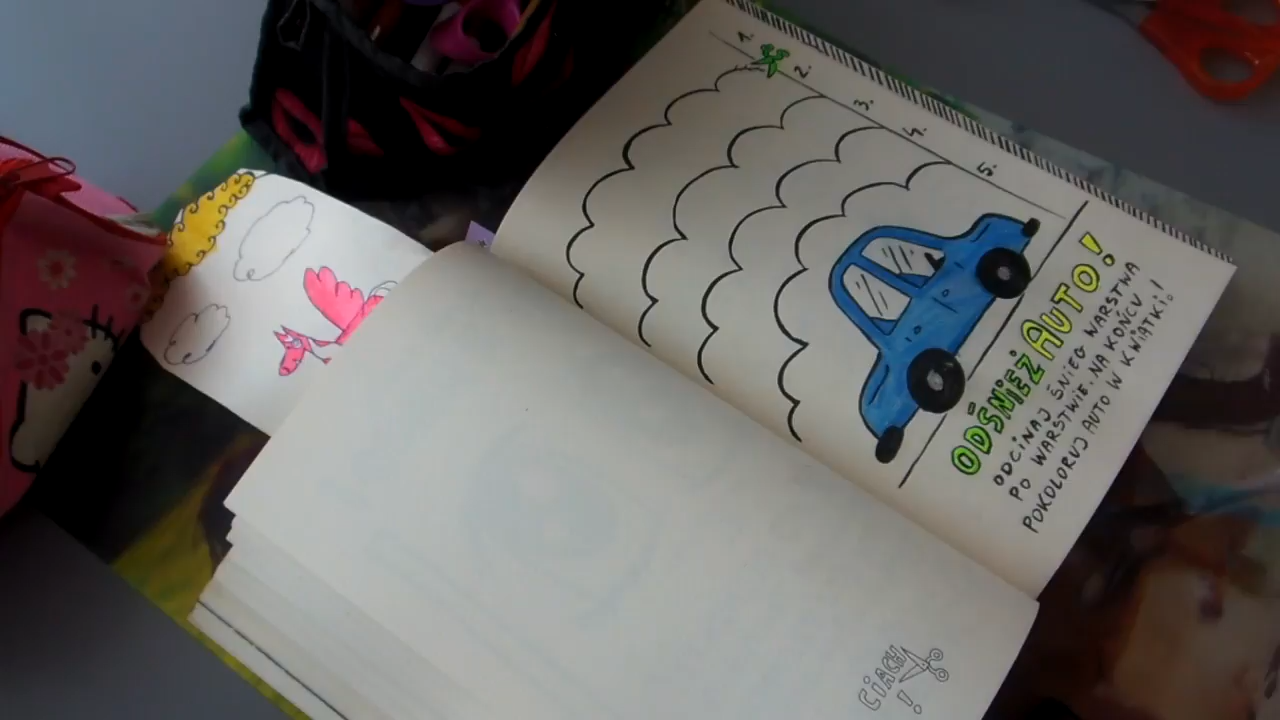 1.
2.
3.
4.
5.
ODŚNIEŻ AUTO!
ODCINAJ ŚNIEG WARSTWA
PO WARSTWIE. NA KOŃCU
POKOLORUJ AUTO W KWIATKI!
CIACH!